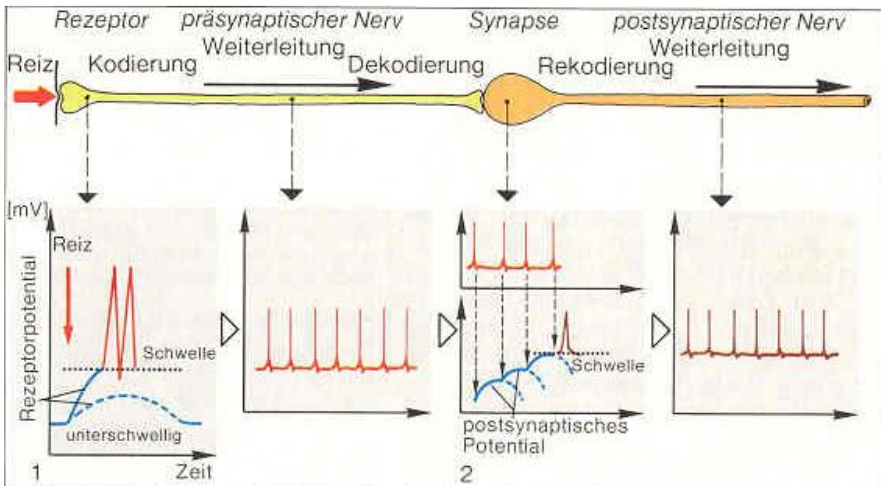 Rezeptor präsynaptischer Nerv Synapse postsynaptischer Nerv
Weiterleitung Weiterleitung
Reiz Kodierung Dekodierung Rekodierung
[mV]
Reiz
Rezeptorpotential
Schwelle
unterschwellig
1 Zeit
Schwelle
postsynaptisches
Potential
2